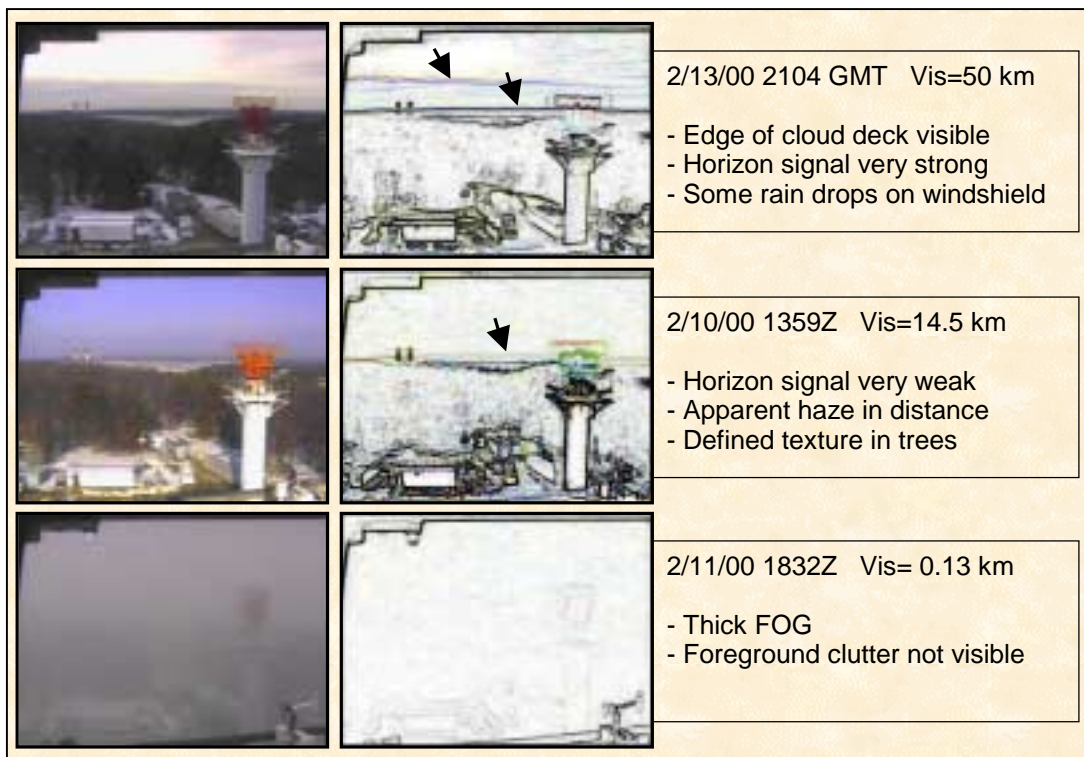 2/13/00 2104 GMT   Vis=50 km
- Edge of cloud deck visible
- Horizon signal very strong
- Some rain drops on windshield
2/10/00 1359Z   Vis=14.5 km
- Horizon signal very weak
- Apparent haze in distance
- Defined texture in trees
2/11/00 1832Z   Vis= 0.13 km
- Thick FOG
- Foreground clutter not visible